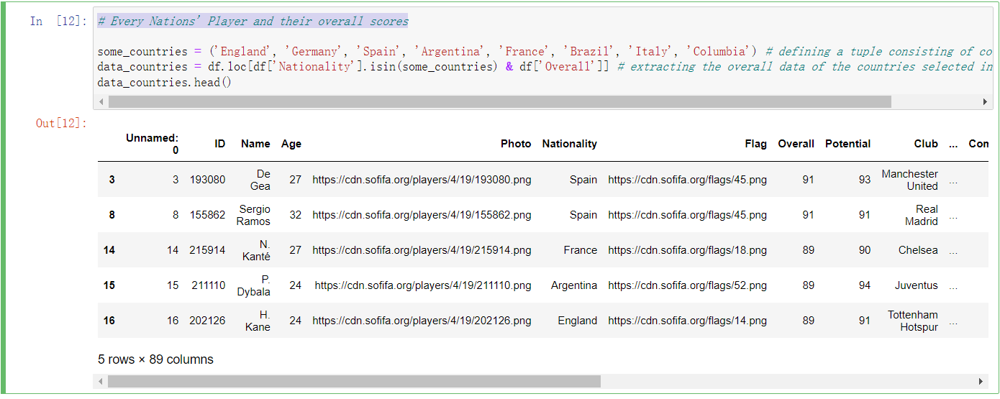 In [12]: # Every Nations' Player and their overall scores
some_countries = ('England', 'Germany', 'Spain', 'Argentina', 'France', 'Brazil', 'Italy', 'Columbia') # defining a tuple consisting of co
data_countries = df.loc[df['Nationality'].isin(some_countries) & df['Overall']] # extracting the overall data of the countries selected in
data_countries.head()
Out[12]:
Unnamed: 0 ID Name Age Photo Nationality Flag Overall Potential Club ... Com
3 3 193080 De Gea 27 https://cdn.sofifa.org/players/4/19/193080.png Spain https://cdn.sofifa.org/flags/45.png 91 93 Manchester United ...
8 8 155862 Sergio Ramos 32 https://cdn.sofifa.org/players/4/19/155862.png Spain https://cdn.sofifa.org/flags/45.png 91 91 Real Madrid ...
14 14 215914 N. Kanté 27 https://cdn.sofifa.org/players/4/19/215914.png France https://cdn.sofifa.org/flags/18.png 89 90 Chelsea ...
15 15 211110 P. Dybala 24 https://cdn.sofifa.org/players/4/19/211110.png Argentina https://cdn.sofifa.org/flags/52.png 89 94 Juventus ...
16 16 202126 H. Kane 24 https://cdn.sofifa.org/players/4/19/202126.png England https://cdn.sofifa.org/flags/14.png 89 91 Tottenham Hotspur ...
5 rows × 89 columns